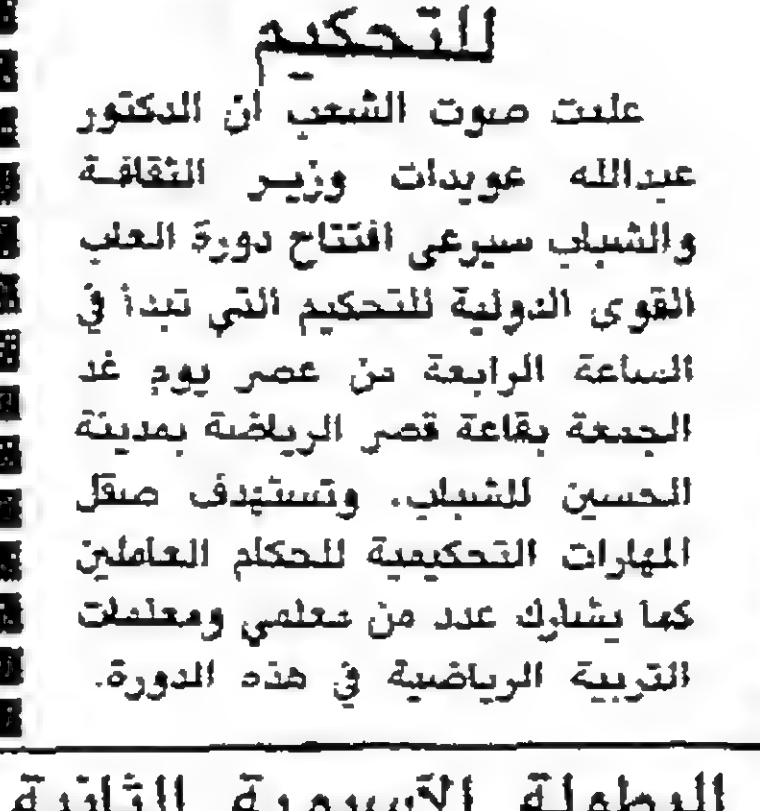 للتحكيم
علمت صوت الشعب ان الدكتور
عبدالله عويدات وزير الثقافة
والشباب سيرعى افتتاح دورة العاب
القوى الدولية للتحكيم التي تبدأ في
الساعة الرابعة من عصر يوم غد
الجمعة بقاعة قصر الرياضة بمدينة
الحسين للشباب. وتستهدف صقل
المهارات التحكيمية للحكام العاملين
كما يشارك عدد من معلمي ومعلمات
التربية الرياضية في هذه الدورة.
البطولة الآسيوية الثانية